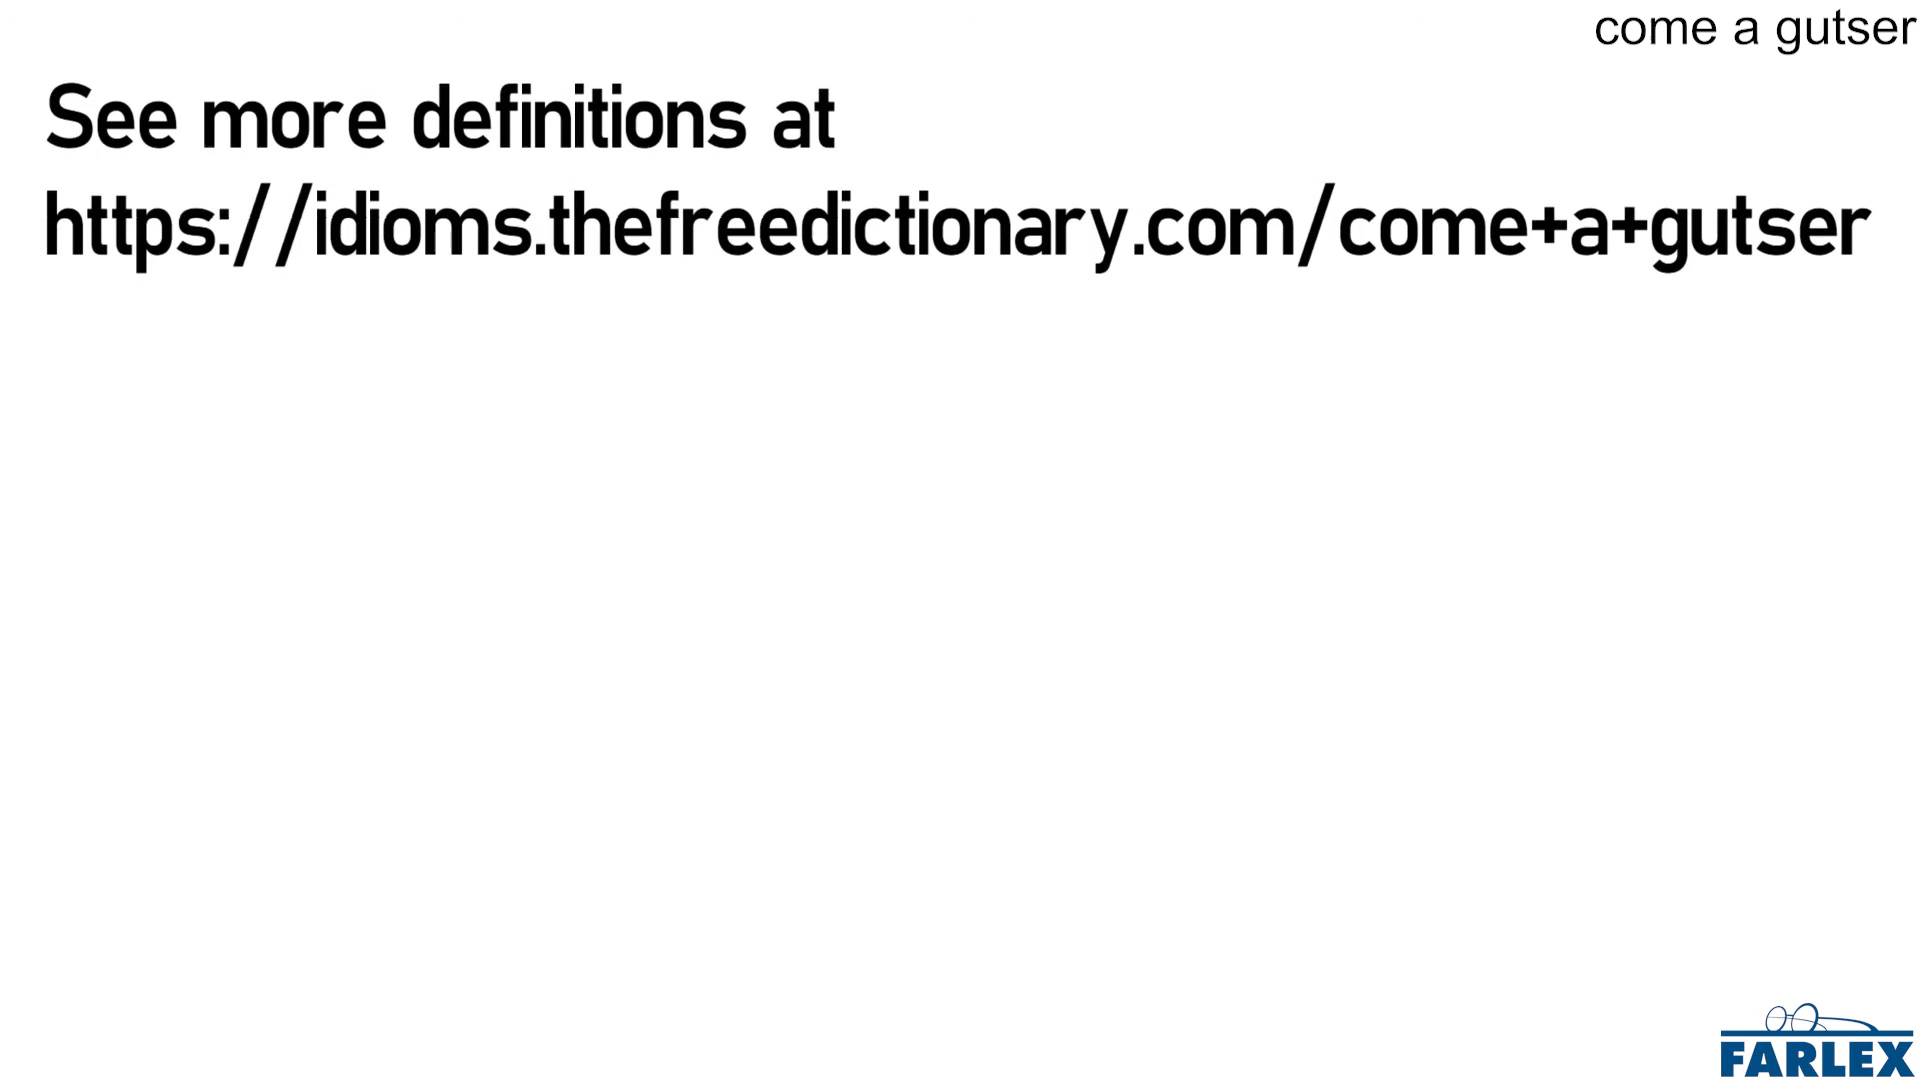 come a gutser
See more definitions at
https://idioms.thefreedictionary.com/come+a+gutser
FARLEX